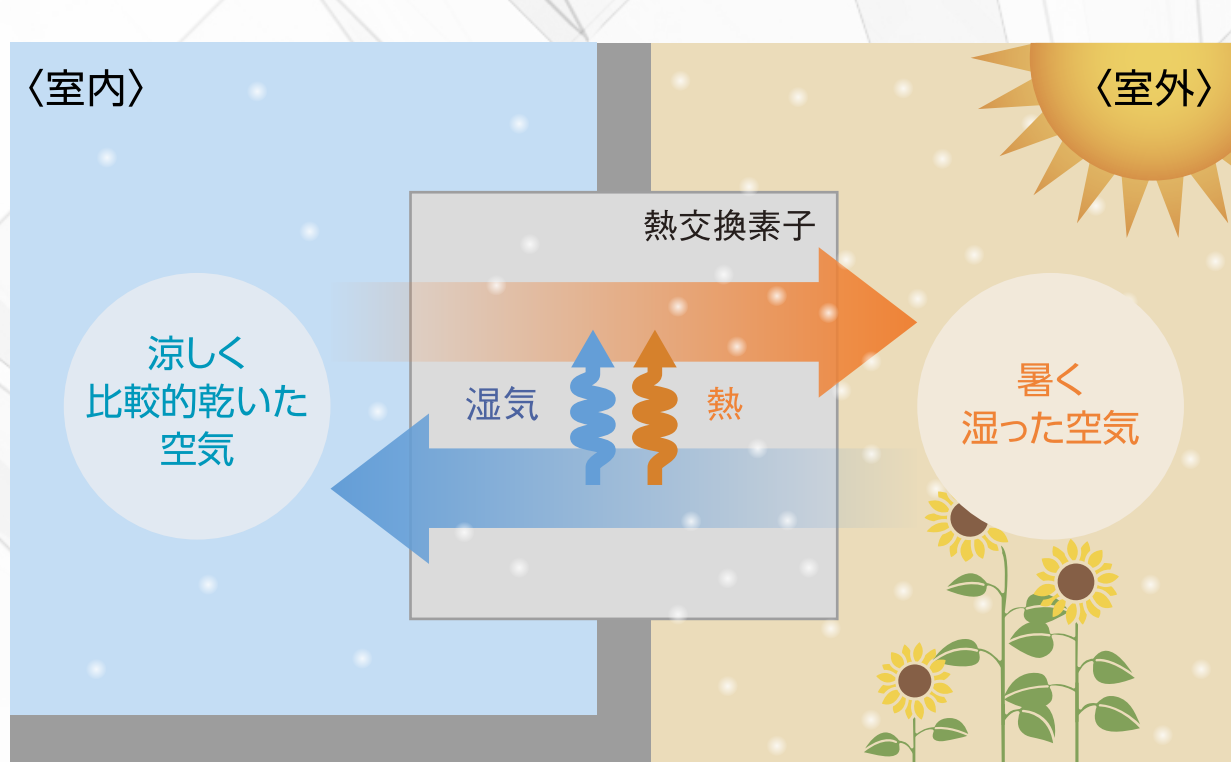 〈室内〉
〈室外〉
熱交換素子
涼しく
比較的乾いた
空気
湿気
熱
暑く
湿った空気